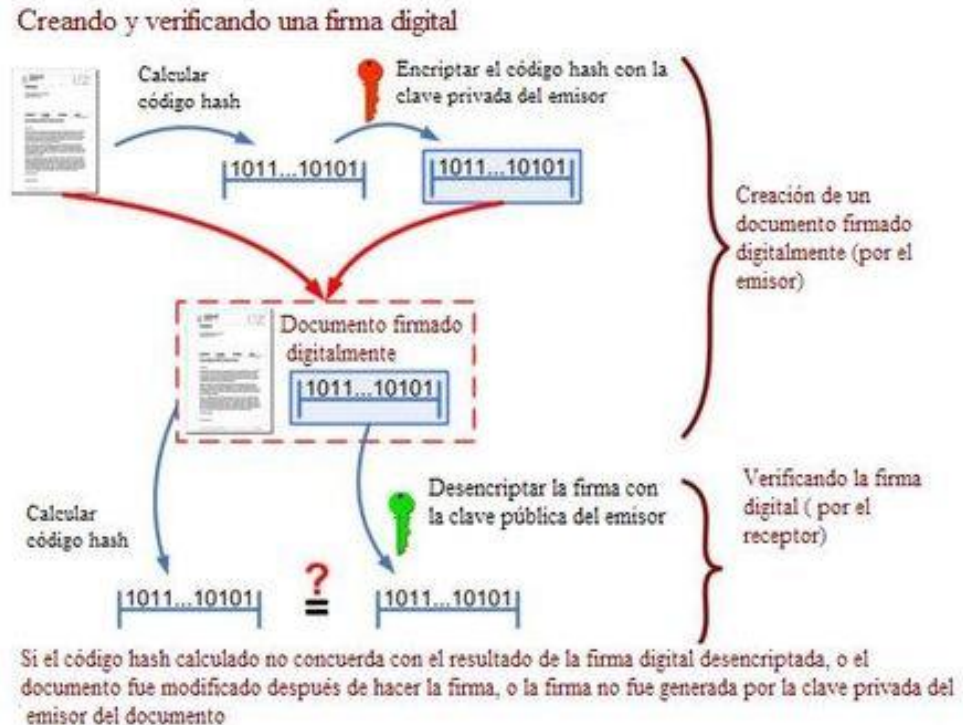 Creando y verificando una firma digital
Calcular
código hash
Encriptar el código hash con la
clave privada del emisor
|1011...10101|
|1011...10101|
Creación de un
documento firmado
digitalmente (por el
emisor)
Documento firmado
digitalmente
|1011...10101|
Desencriptar la firma con
la clave pública del emisor
Verificando la firma
digital ( por el
receptor)
Calcular
código hash
|1011...10101|
?
=
|1011...10101|
Si el código hash calculado no concuerda con el resultado de la firma digital desencriptada, o el
documento fue modificado después de hacer la firma, o la firma no fue generada por la clave privada del
emisor del documento